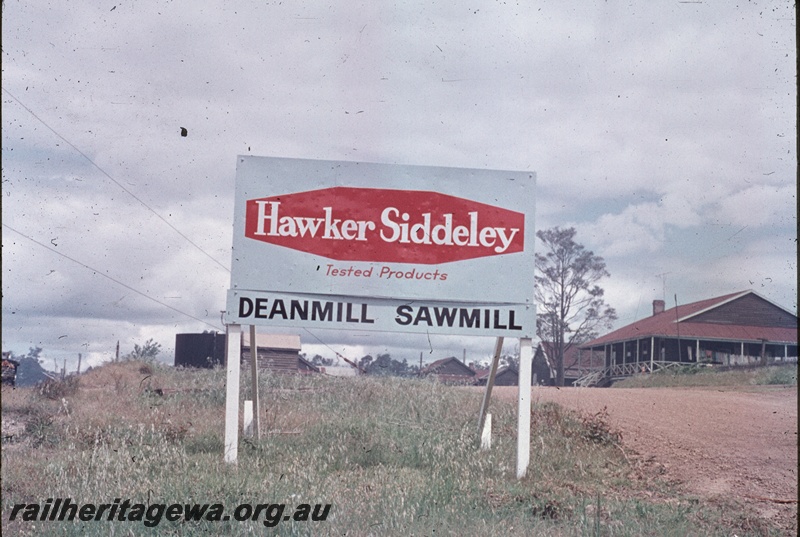 Hawker Siddeley
Tested Products
DEANMILL SAWMILL
railheritagewa.org.au